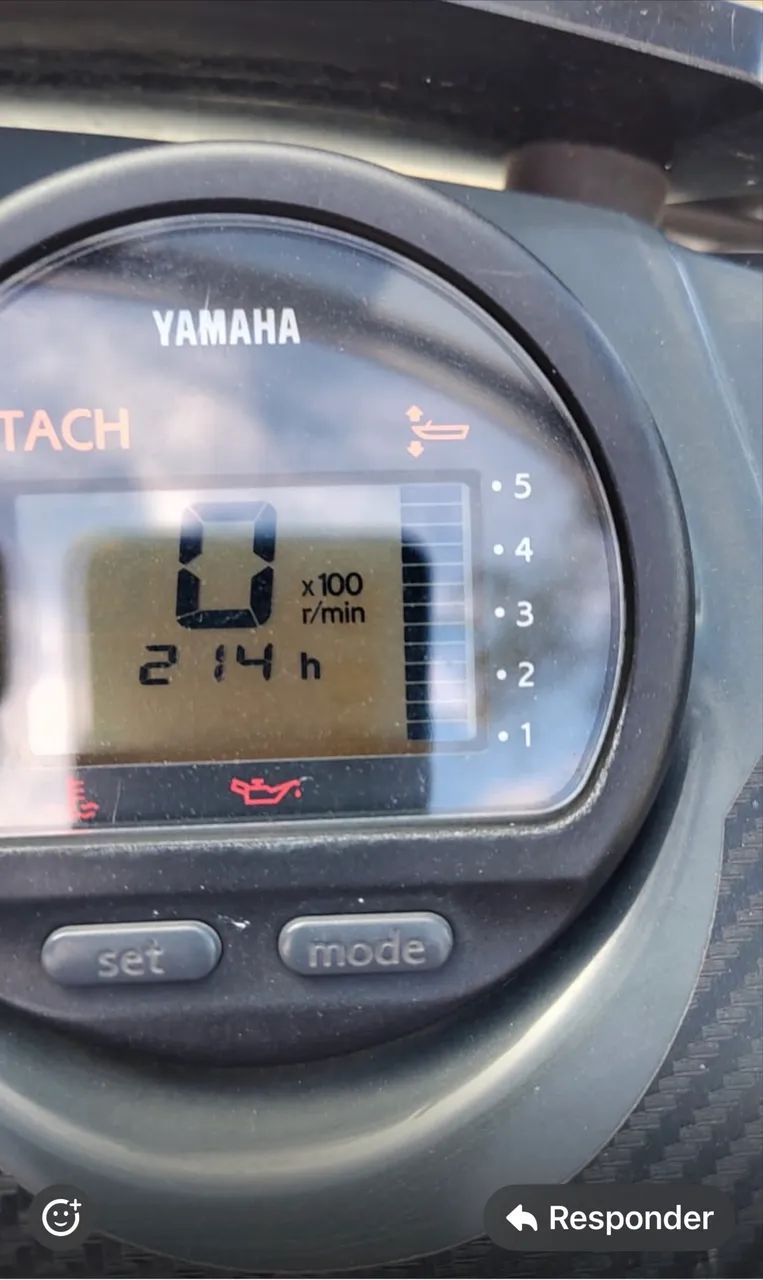 YAMAHA
TACH
5
4
3
2
1
0 x100
r/min
214 h
set mode
Responder